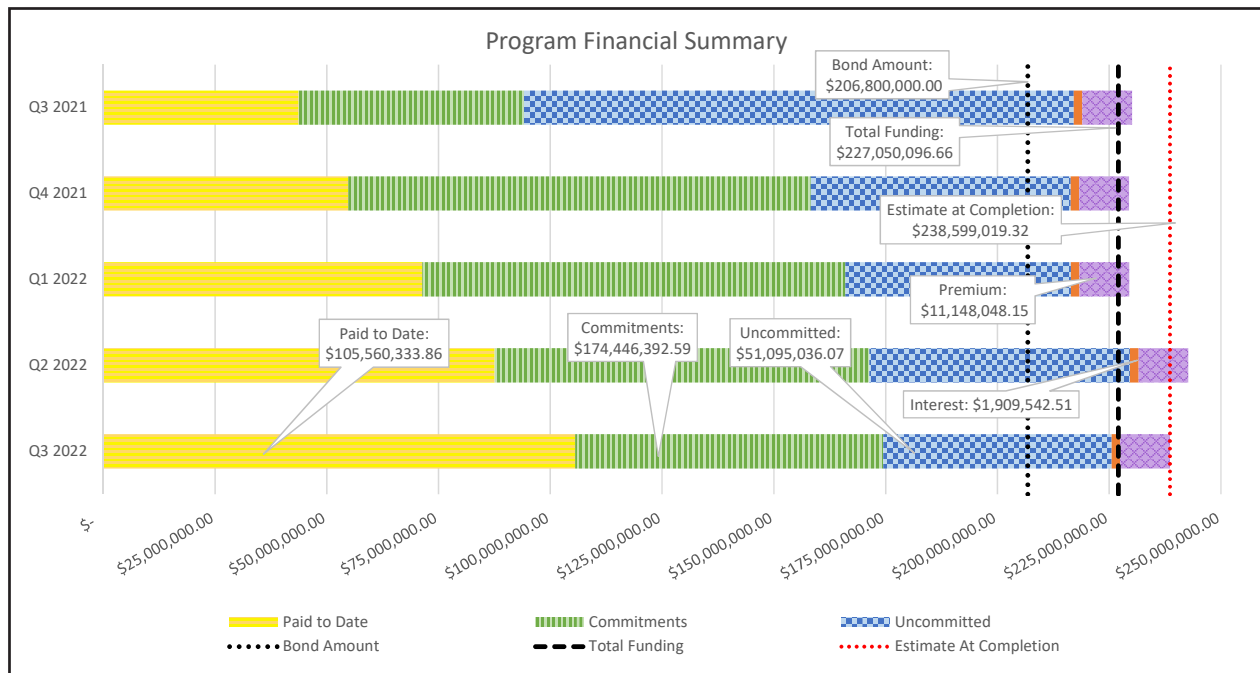 Program Financial Summary
Bond Amount:
$206,800,000.00
Q3 2021
Total Funding:
$227,050,096.66
Q4 2021
Estimate at Completion:
$238,599,019.32
Q1 2022
Premium:
$11,148,048.15
Paid to Date:
$105,560,333.86
Commitments:
$174,446,392.59
Uncommitted:
$51,095,036.07
Q2 2022
Interest: $1,909,542.51
Q3 2022
$-
$25,000,000.00
$50,000,000.00
$75,000,000.00
$100,000,000.00
$125,000,000.00
$150,000,000.00
$175,000,000.00
$200,000,000.00
$225,000,000.00
$250,000,000.00
Paid to Date
Commitments
Uncommitted
Bond Amount
Total Funding
Estimate At Completion